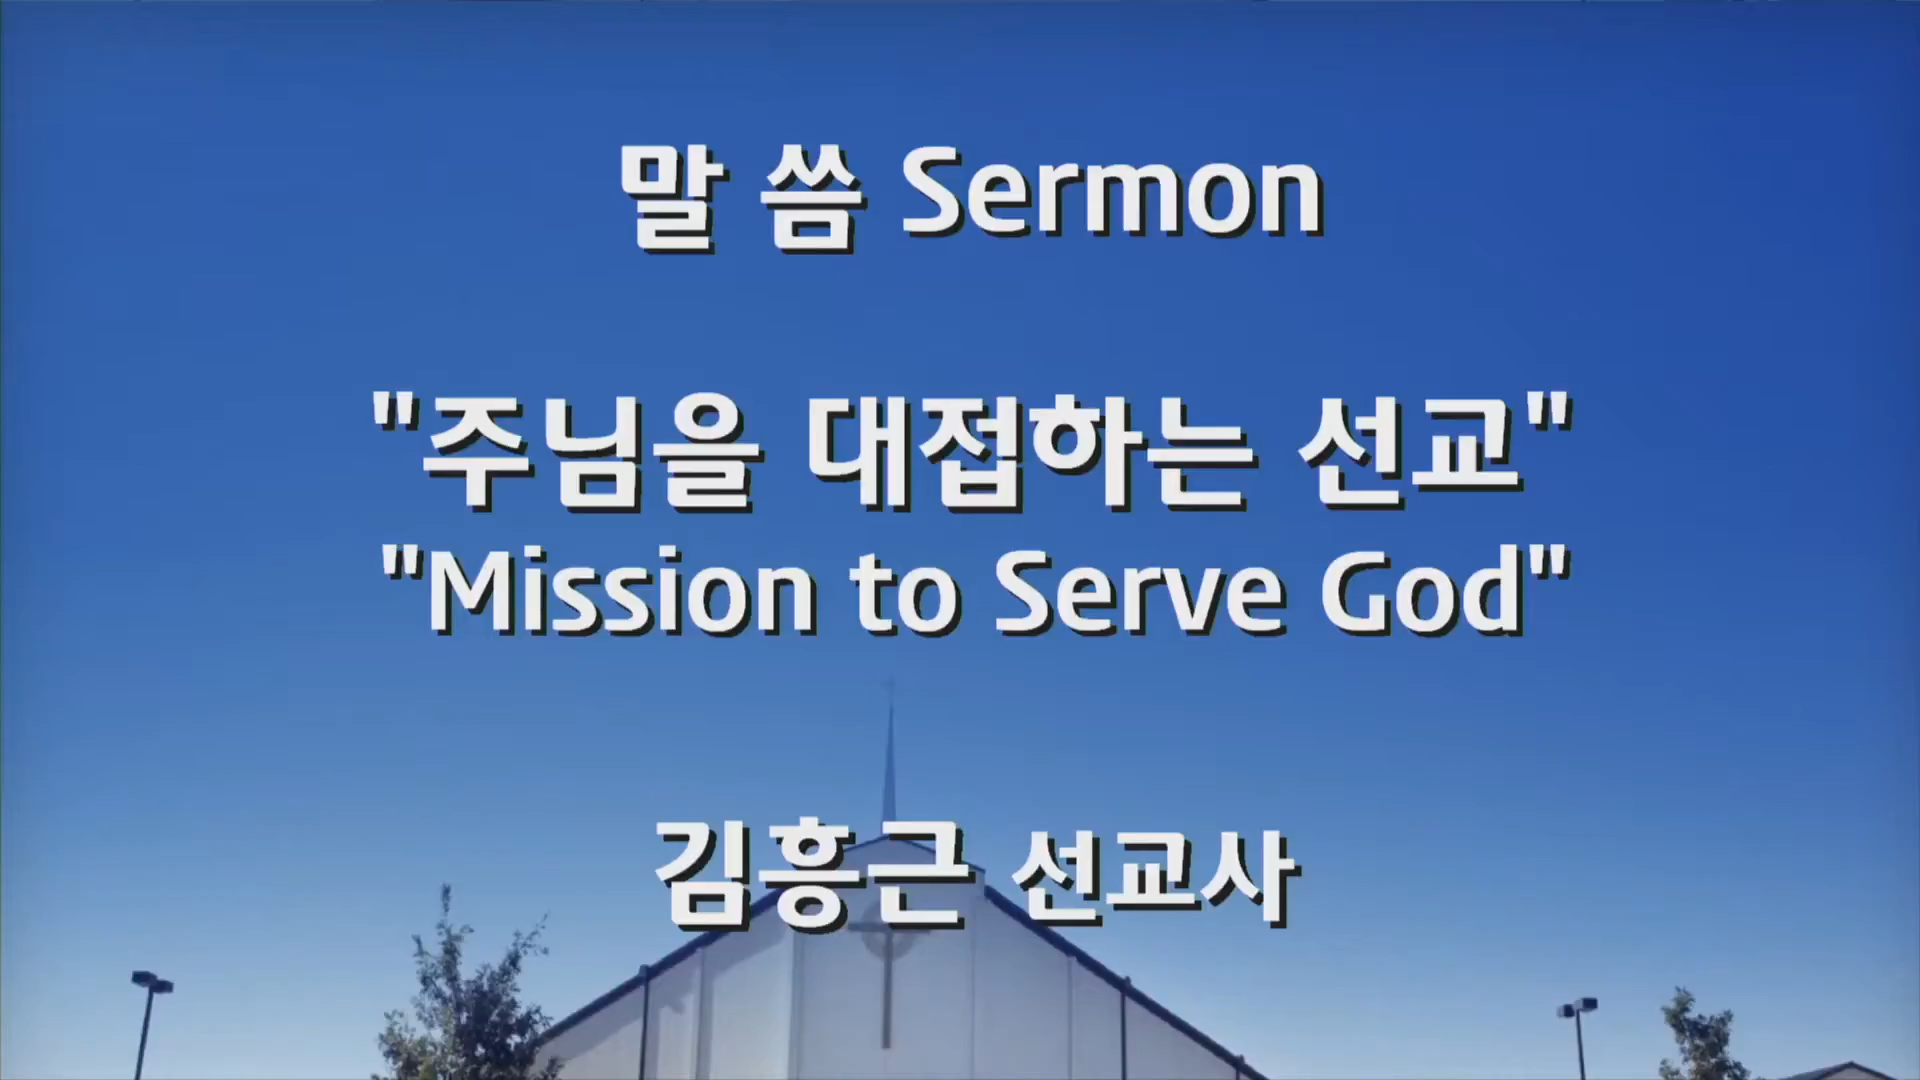 말 씀 Sermon
"주님을 대접하는 선교"
"Mission to Serve God"
김흥근 선교사